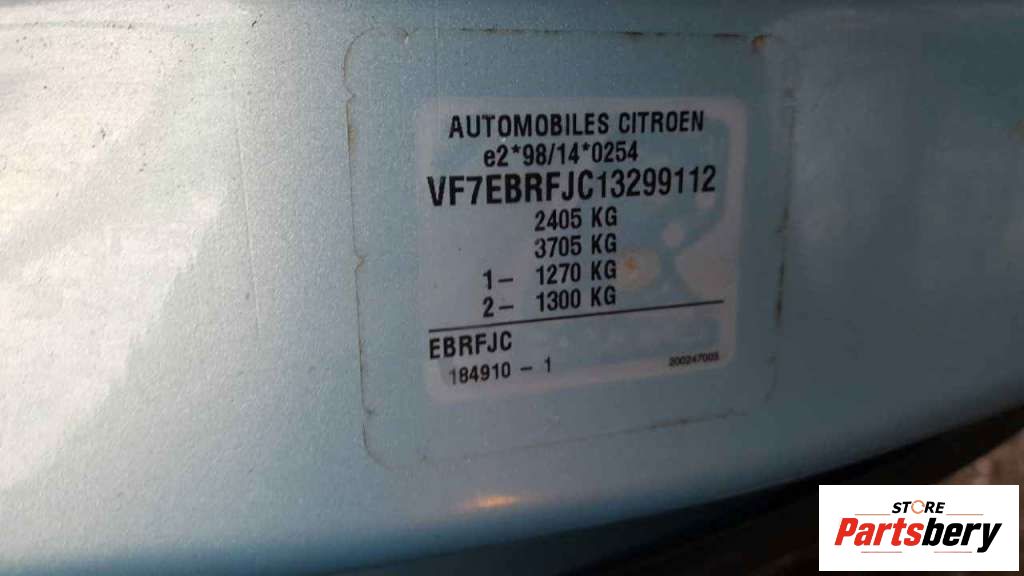 AUTOMOBILES CITROEN
e2*98/14*0254
VF7EBRFJC13299112
2405 KG
3705 KG
1- 1270 KG
2- 1300 KG
EBRFJC
184910 - 1
200247003
STORE
Partsbery